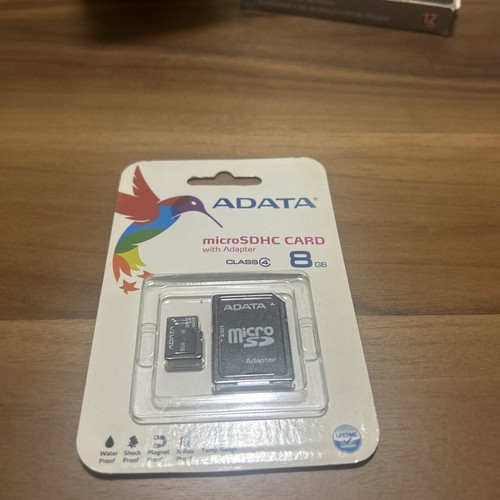 12
ADATA
microSDHC CARD
with Adapter
CLASS 4 8 GB
ADATA
ADATA
micro
SD
Adapter
Water Proof
Shock Proof
Magnet Proof
X-Ray Proof
LIFETIME